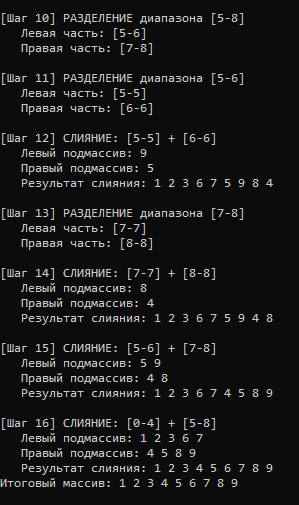 [Шаг 10] РАЗДЕЛЕНИЕ диапазона [5-8]
Левая часть: [5-6]
Правая часть: [7-8]
[Шаг 11] РАЗДЕЛЕНИЕ диапазона [5-6]
Левая часть: [5-5]
Правая часть: [6-6]
[Шаг 12] СЛИЯНИЕ: [5-5] + [6-6]
Левый подмассив: 9
Правый подмассив: 5
Результат слияния: 1 2 3 6 7 5 9 8 4
[Шаг 13] РАЗДЕЛЕНИЕ диапазона [7-8]
Левая часть: [7-7]
Правая часть: [8-8]
[Шаг 14] СЛИЯНИЕ: [7-7] + [8-8]
Левый подмассив: 8
Правый подмассив: 4
Результат слияния: 1 2 3 6 7 5 9 4 8
[Шаг 15] СЛИЯНИЕ: [5-6] + [7-8]
Левый подмассив: 5 9
Правый подмассив: 4 8
Результат слияния: 1 2 3 6 7 4 5 8 9
[Шаг 16] СЛИЯНИЕ: [0-4] + [5-8]
Левый подмассив: 1 2 3 6 7
Правый подмассив: 4 5 8 9
Результат слияния: 1 2 3 4 5 6 7 8 9
Итоговый массив: 1 2 3 4 5 6 7 8 9